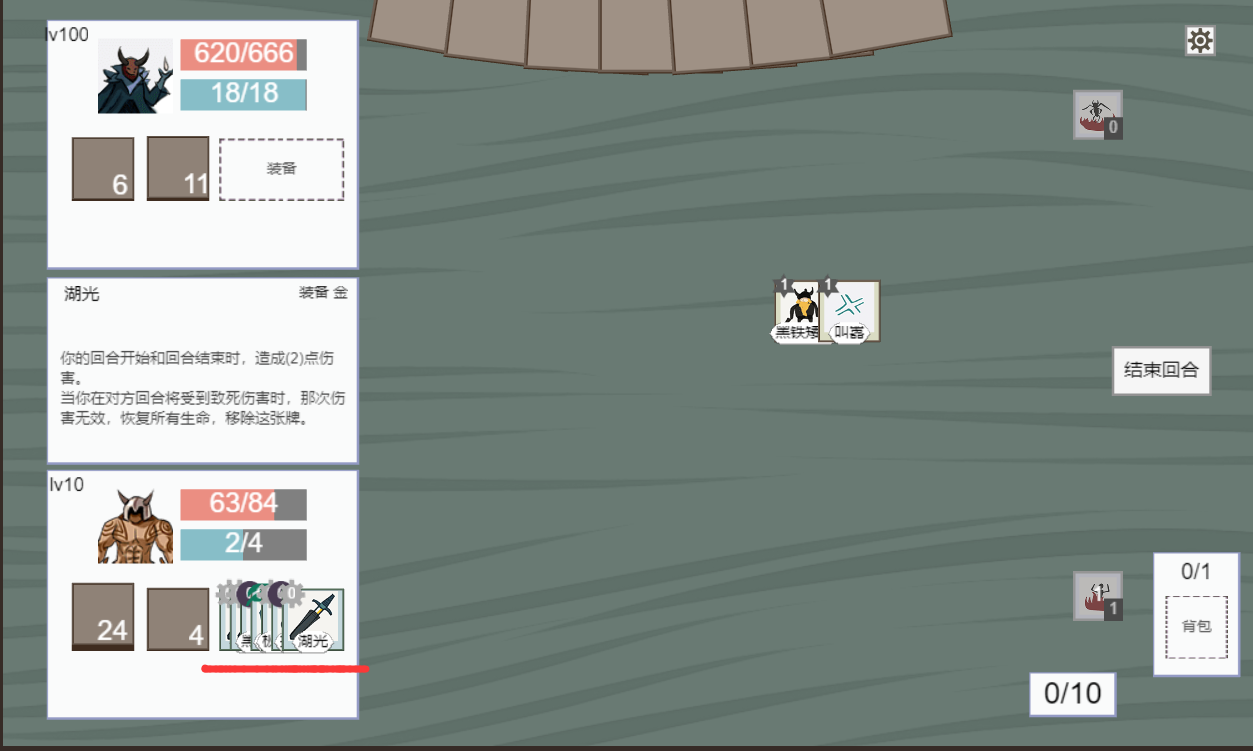 lv100
620/666
18/18
6
11
装备
0
湖光
装备 金
你的回合开始和回合结束时，造成(2)点伤
害。
当你在对方回合将受到致死伤害时，那次伤
害无效，恢复所有生命，移除这张牌。
1
1
黑铁矮
叫嚣
结束回合
lv10
63/84
2/4
24
4
0
湖光
1
0/1
背包
0/10